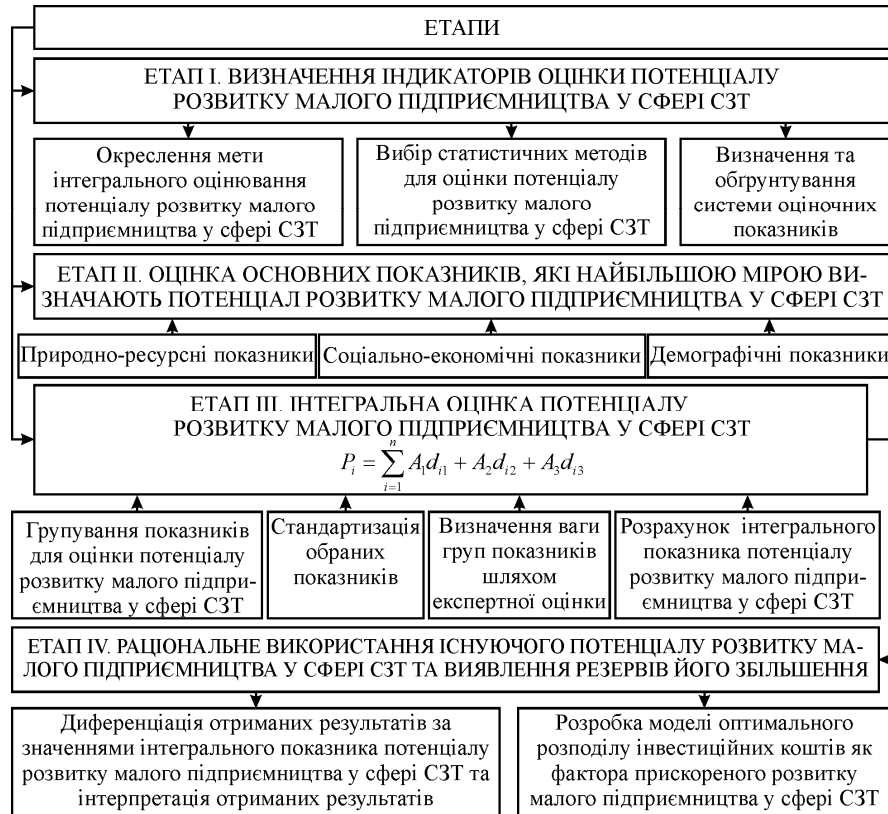 ЕТАПИ
ЕТАП І. ВИЗНАЧЕННЯ ІНДИКАТОРІВ ОЦІНКИ ПОТЕНЦІАЛУ
РОЗВИТКУ МАЛОГО ПІДПРИЄМНИЦТВА У СФЕРІ СЗТ
Окреслення мети
інтегрального оцінювання
потенціалу розвитку малого
підприємництва у сфері СЗТ
Вибір статистичних методів
для оцінки потенціалу
розвитку малого
підприємництва у сфері СЗТ
Визначення та
обґрунтування
системи оціночних
показників
ЕТАП ІІ. ОЦІНКА ОСНОВНИХ ПОКАЗНИКІВ, ЯКІ НАЙБІЛЬШОЮ МІРОЮ ВИ-
ЗНАЧАЮТЬ ПОТЕНЦІАЛ РОЗВИТКУ МАЛОГО ПІДПРИЄМНИЦТВА У СФЕРІ СЗТ
Природно-ресурсні показники
Соціально-економічні показники
Демографічні показники
ЕТАП ІІІ. ІНТЕГРАЛЬНА ОЦІНКА ПОТЕНЦІАЛУ
РОЗВИТКУ МАЛОГО ПІДПРИЄМНИЦТВА У СФЕРІ СЗТ
$P_i = \sum_{i=1}^{n} A_1 d_{i1} + A_2 d_{i2} + A_3 d_{i3}$
Групування показників
для оцінки потенціалу
розвитку малого підпри-
ємництва у сфері СЗТ
Стандартизація
обраних
показників
Визначення ваги
груп показників
шляхом
експертної оцінки
Розрахунок інтегрального
показника потенціалу
розвитку малого підпри-
ємництва у сфері СЗТ
ЕТАП IV. РАЦІОНАЛЬНЕ ВИКОРИСТАННЯ ІСНУЮЧОГО ПОТЕНЦІАЛУ РОЗВИТКУ МА-
ЛОГО ПІДПРИЄМНИЦТВА У СФЕРІ СЗТ ТА ВИЯВЛЕННЯ РЕЗЕРВІВ ЙОГО ЗБІЛЬШЕННЯ
Диференціація отриманих результатів за
значеннями інтегрального показника потенціалу
розвитку малого підприємництва у сфері СЗТ та
інтерпретація отриманих результатів
Розробка моделі оптимального
розподілу інвестиційних коштів як
фактора прискореного розвитку
малого підприємництва у сфері СЗТ